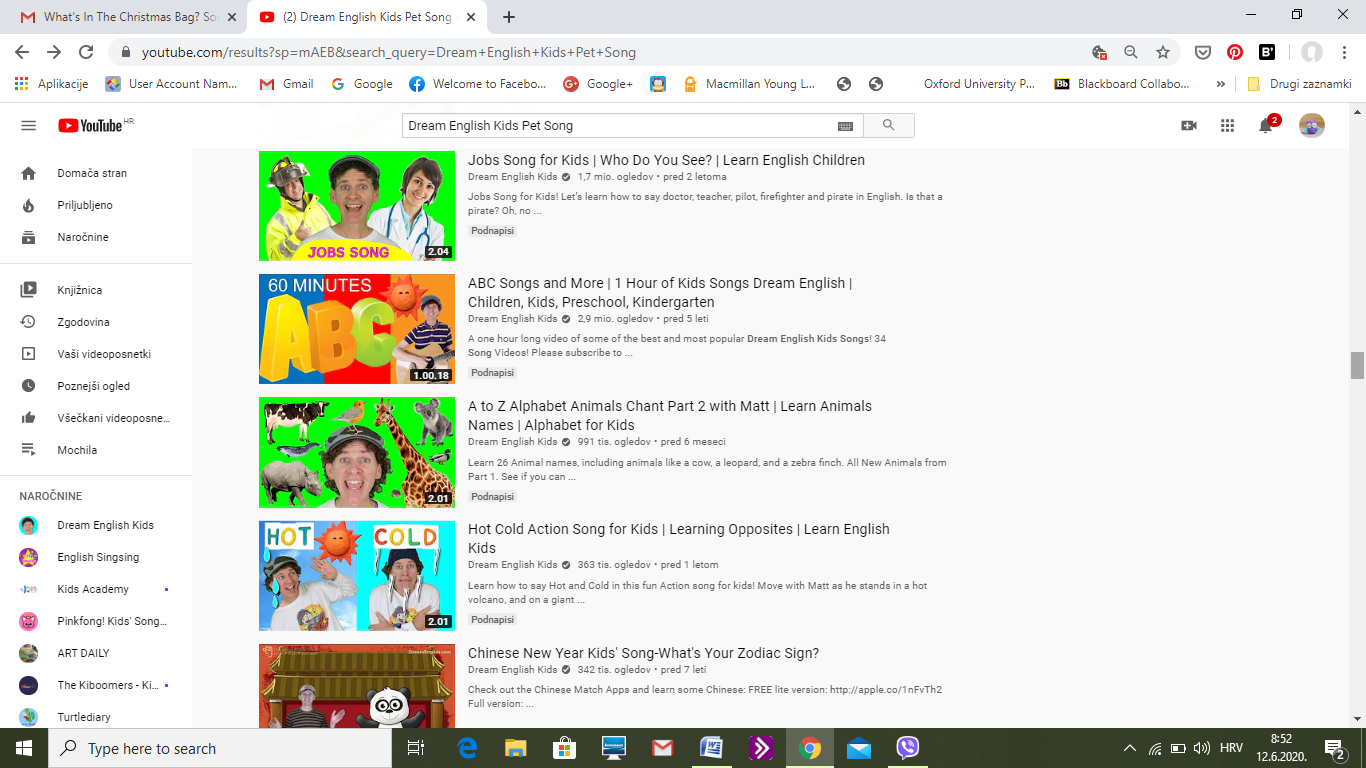 What's In The Christmas Bag? So
(2) Dream English Kids Pet Song
youtube.com/results?sp=mAEB&search_query=Dream+English+Kids+Pet+Song
Aplikacije
User Account Nam...
Gmail
Google
Welcome to Facebo...
Google+
Macmillan Young L...
Oxford University P...
Bb
Blackboard Collabo...
»
Drugi zaznamki
YouTube HR
Dream English Kids Pet Song
2
Domača stran
Priljubljeno
Naročnine
Knjižnica
Zgodovina
Vaši videoposnetki
Poznejši ogled
Všečkani videoposne...
Mochila
NAROČNINE
Dream English Kids
English Singsing
Kids Academy
Pinkfong! Kids' Song...
ART DAILY
The Kiboomers - Ki...
Turtlediary
JOBS SONG
2.04
Jobs Song for Kids | Who Do You See? | Learn English Children
Dream English Kids 1,7 mio. ogledov • pred 2 letoma
Jobs Song for Kids! Let's learn how to say doctor, teacher, pilot, firefighter and pirate in English. Is that a
pirate? Oh, no ...
Podnapisi
60 MINUTES
ABC
1.00.18
ABC Songs and More | 1 Hour of Kids Songs Dream English |
Children, Kids, Preschool, Kindergarten
Dream English Kids 2,9 mio. ogledov • pred 5 leti
A one hour long video of some of the best and most popular Dream English Kids Songs! 34
Song Videos! Please subscribe to ...
Podnapisi
2.01
A to Z Alphabet Animals Chant Part 2 with Matt | Learn Animals
Names | Alphabet for Kids
Dream English Kids 991 tis. ogledov • pred 6 meseci
Learn 26 Animal names, including animals like a cow, a leopard, and a zebra finch. All New Animals from
Part 1. See if you can ...
Podnapisi
HOT COLD
2.01
Hot Cold Action Song for Kids | Learning Opposites | Learn English
Kids
Dream English Kids 363 tis. ogledov • pred 1 letom
Learn how to say Hot and Cold in this fun Action song for kids! Move with Matt as he stands in a hot
volcano, and on a giant ...
Podnapisi
DreamEnglish.com
Chinese New Year Kids' Song-What's Your Zodiac Sign?
Dream English Kids 342 tis. ogledov • pred 7 leti
Check out the Chinese Match Apps and learn some Chinese: FREE lite version: http://apple.co/1nFvTh2
Full version: ...
Type here to search
HRV
8:52
12.6.2020.
2